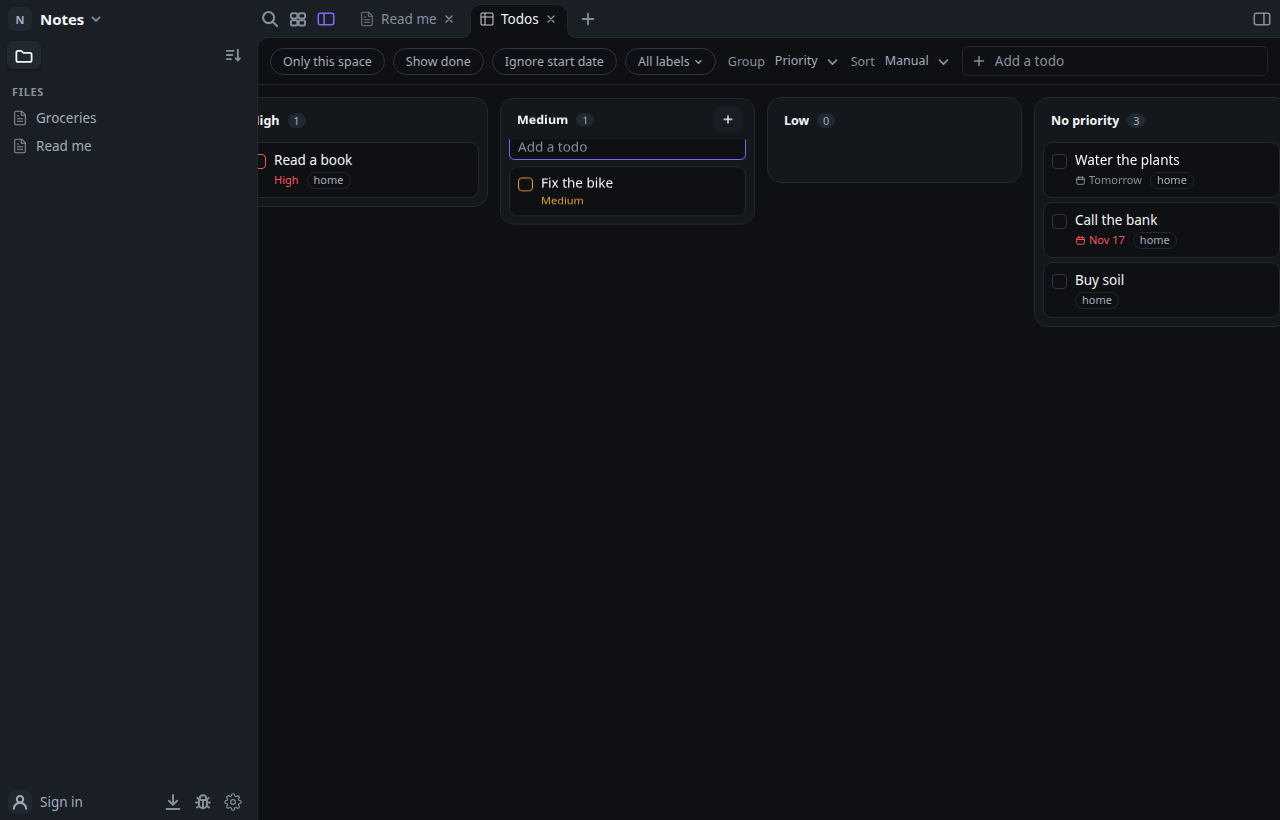 N Notes
Read me
Todos
FILES
Groceries
Read me
Only this space
Show done
Ignore start date
All labels
Group Priority
Sort Manual
Add a todo
igh 1
Read a book
High home
Medium 1
Add a todo
Fix the bike
Medium
Low 0
No priority 3
Water the plants
Tomorrow home
Call the bank
Nov 17 home
Buy soil
home
Sign in